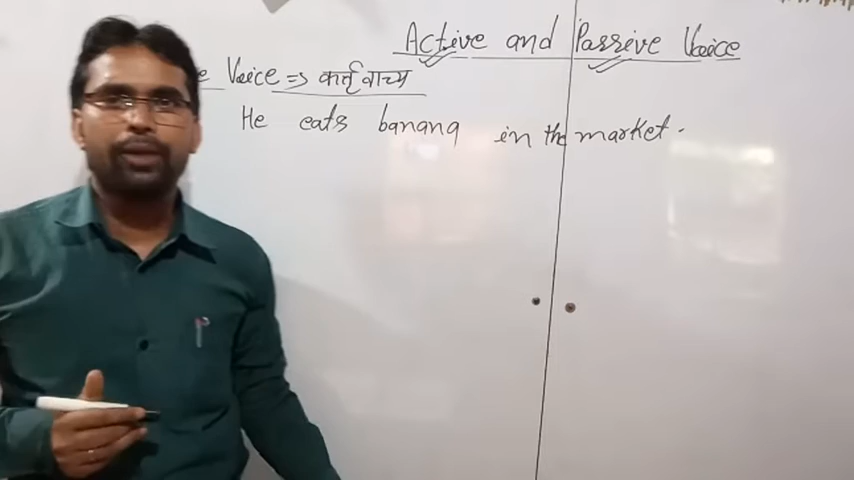 Active and Passive Voice
e Voice => कर्तृवाच्य
He eats banana in the market.